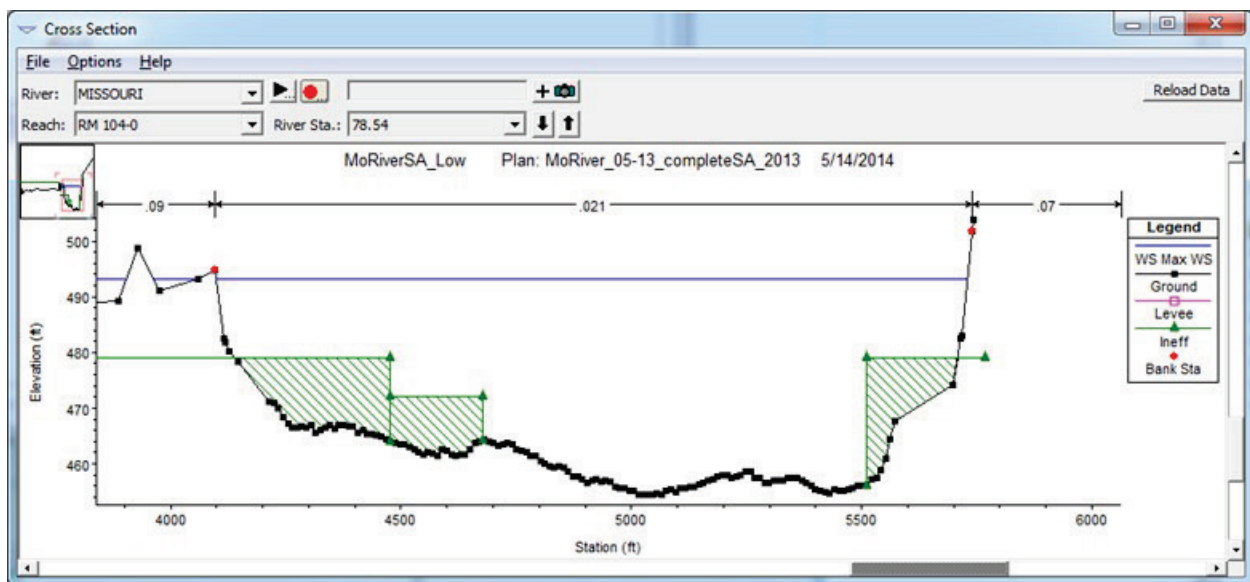 Cross Section
File Options Help
River: MISSOURI
Reload Data
Reach: RM 104-0 River Sta.: 78.54
MoRiverSA_Low Plan: MoRiver_05-13_completeSA_2013 5/14/2014
.09 .021 .07
500
490
480
470
460
Elevation (ft)
4000 4500 5000 5500 6000
Station (ft)
Legend
WS Max WS
Ground
Levee
Ineff
Bank Sta